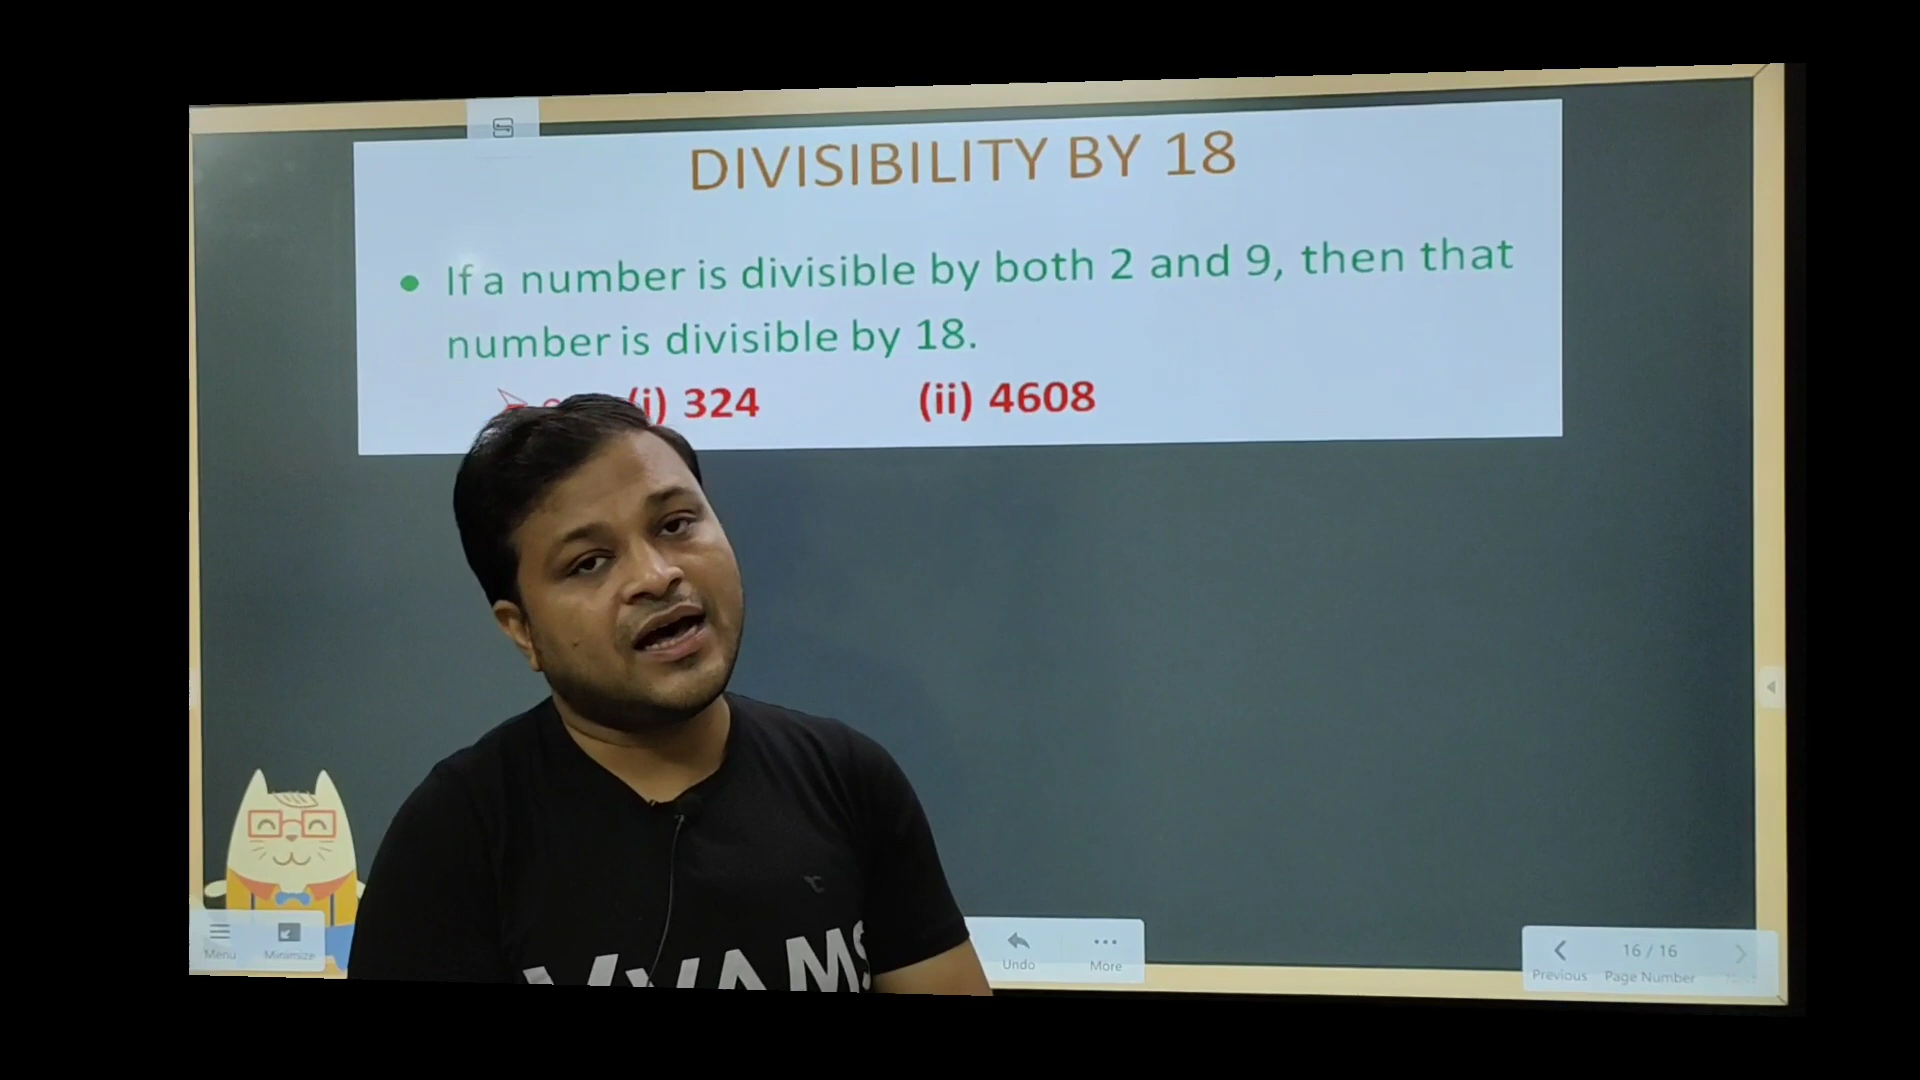 DIVISIBILITY BY 18
If a number is divisible by both 2 and 9, then that
number is divisible by 18.
(i) 324 (ii) 4608
Menu Minimize Undo More Previous 16 / 16 Page Number